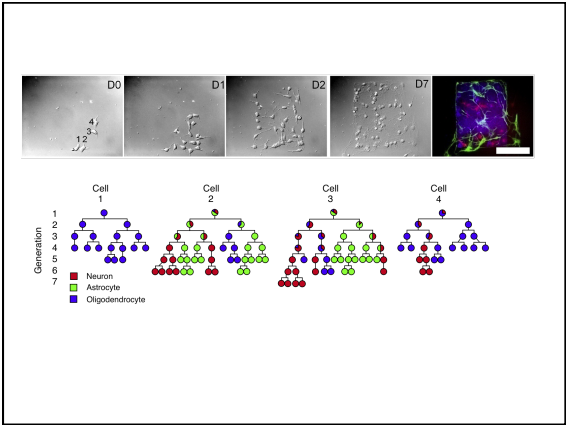 D0
D1
D2
D7
4
3
1 2
Cell
1
Cell
2
Cell
3
Cell
4
Generation
1
2
3
4
5
6
7
Neuron
Astrocyte
Oligodendrocyte